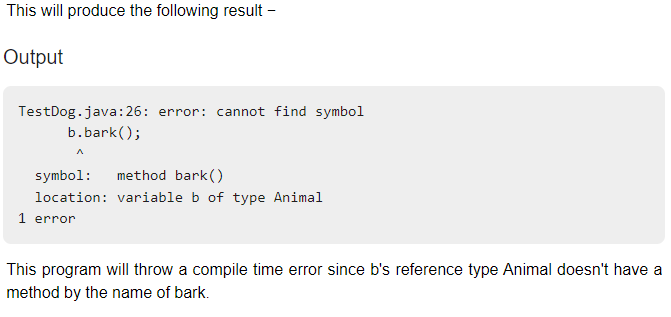 This will produce the following result −
Output
TestDog.java:26: error: cannot find symbol
b.bark();
^
symbol: method bark()
location: variable b of type Animal
1 error
This program will throw a compile time error since b's reference type Animal doesn't have a
method by the name of bark.